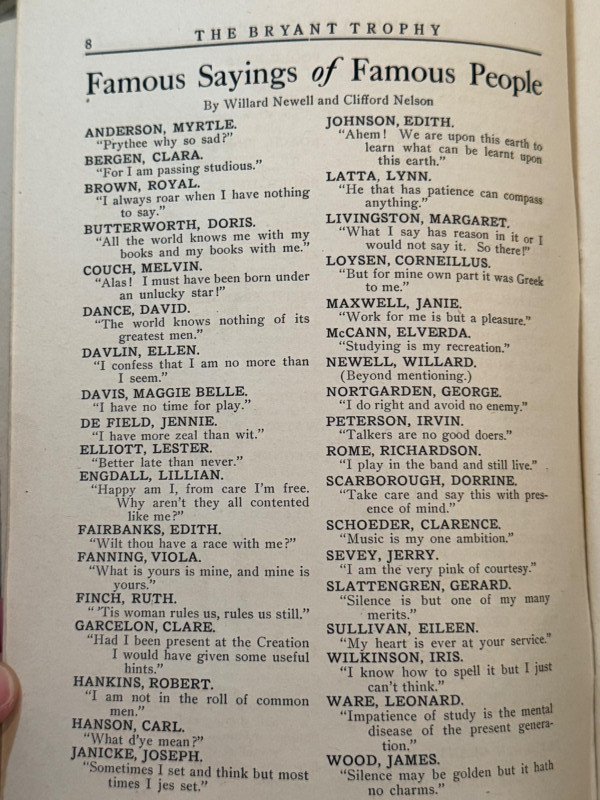 8 THE BRYANT TROPHY
Famous Sayings of Famous People
By Willard Newell and Clifford Nelson
ANDERSON, MYRTLE.
"Prythee why so sad?"
BERGEN, CLARA.
"For I am passing studious."
BROWN, ROYAL.
"I always roar when I have nothing
to say."
BUTTERWORTH, DORIS.
"All the world knows me with my
books and my books with me."
COUCH, MELVIN.
"Alas! I must have been born under
an unlucky star!"
DANCE, DAVID.
"The world knows nothing of its
greatest men."
DAVLIN, ELLEN.
"I confess that I am no more than
I seem."
DAVIS, MAGGIE BELLE.
"I have no time for play."
DE FIELD, JENNIE.
"I have more zeal than wit."
ELLIOTT, LESTER.
"Better late than never."
ENGDALL, LILLIAN.
"Happy am I, from care I'm free.
Why aren't they all contented
like me?"
FAIRBANKS, EDITH.
"Wilt thou have a race with me?"
FANNING, VIOLA.
"What is yours is mine, and mine is
yours."
FINCH, RUTH.
"'Tis woman rules us, rules us still."
GARCELON, CLARE.
"Had I been present at the Creation
I would have given some useful
hints."
HANKINS, ROBERT.
"I am not in the roll of common
men."
HANSON, CARL.
"What d'ye mean?"
JANICKE, JOSEPH.
"Sometimes I set and think but most
times I jes set."
JOHNSON, EDITH.
"Ahem! We are upon this earth to
learn what can be learnt upon
this earth."
LATTA, LYNN.
"He that has patience can compass
anything."
LIVINGSTON, MARGARET.
"What I say has reason in it or I
would not say it. So there!"
LOYSEN, CORNEILLUS.
"But for mine own part it was Greek
to me."
MAXWELL, JANIE.
"Work for me is but a pleasure."
McCANN, ELVERDA.
"Studying is my recreation."
NEWELL, WILLARD.
(Beyond mentioning.)
NORTGARDEN, GEORGE.
"I do right and avoid no enemy."
PETERSON, IRVIN.
"Talkers are no good doers."
ROME, RICHARDSON.
"I play in the band and still live."
SCARBOROUGH, DORRINE.
"Take care and say this with pres-
ence of mind."
SCHOEDER, CLARENCE.
"Music is my one ambition."
SEVEY, JERRY.
"I am the very pink of courtesy."
SLATTENGREN, GERARD.
"Silence is but one of my many
merits."
SULLIVAN, EILEEN.
"My heart is ever at your service."
WILKINSON, IRIS.
"I know how to spell it but I just
can't think."
WARE, LEONARD.
"Impatience of study is the mental
disease of the present genera-
tion."
WOOD, JAMES.
"Silence may be golden but it hath
no charms."